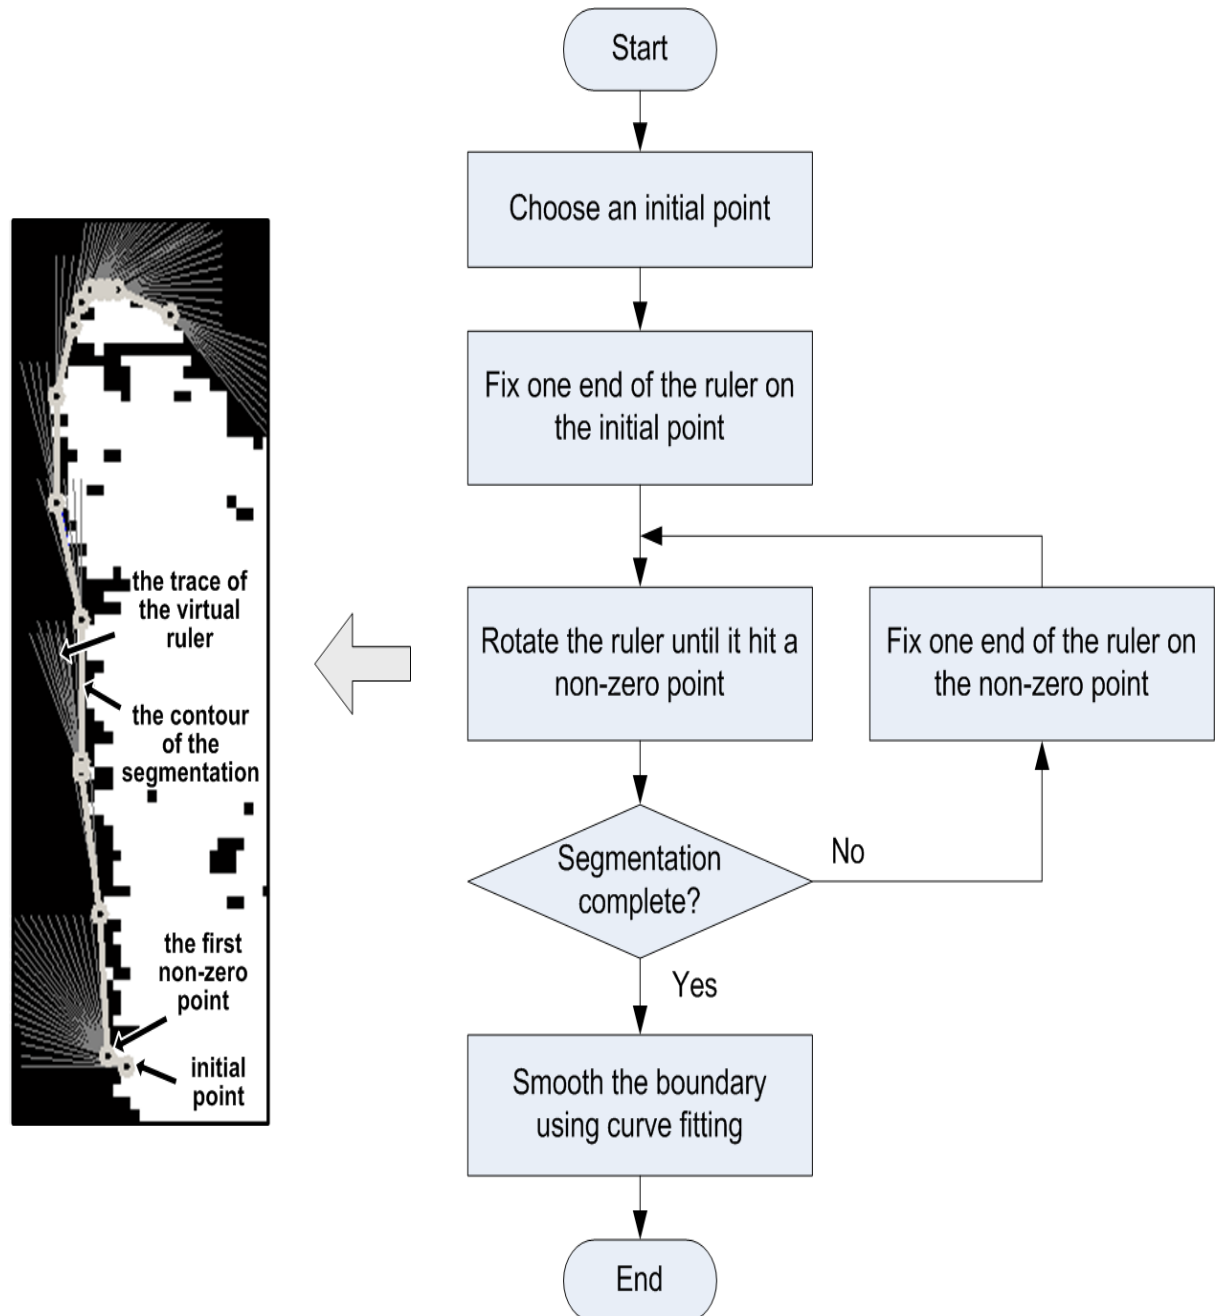 Start
Choose an initial point
Fix one end of the ruler on
the initial point
Rotate the ruler until it hit a
non-zero point
Fix one end of the ruler on
the non-zero point
Segmentation
complete?
No
Yes
Smooth the boundary
using curve fitting
End
the trace of
the virtual
ruler
the contour
of the
segmentation
the first
non-zero
point
initial
point